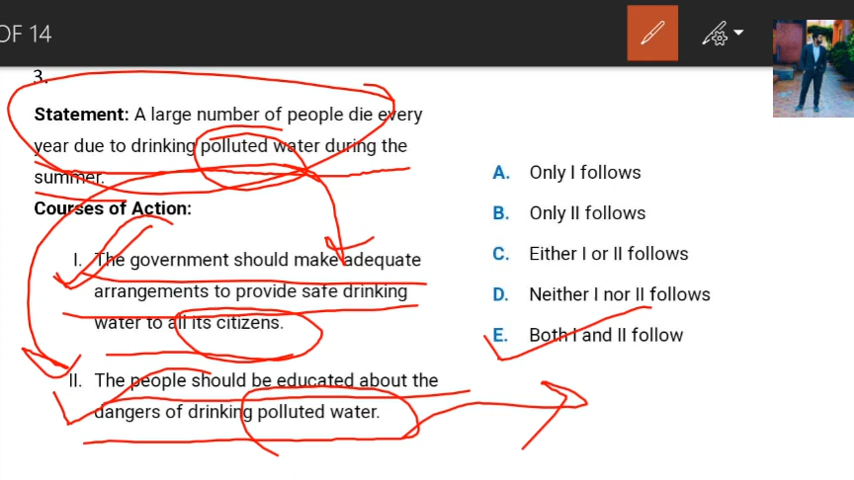 OF 14
3.
Statement: A large number of people die every
year due to drinking polluted water during the
summer.
Courses of Action:
I. The government should make adequate
arrangements to provide safe drinking
water to all its citizens.
II. The people should be educated about the
dangers of drinking polluted water.
A. Only I follows
B. Only II follows
C. Either I or II follows
D. Neither I nor II follows
E. Both I and II follow